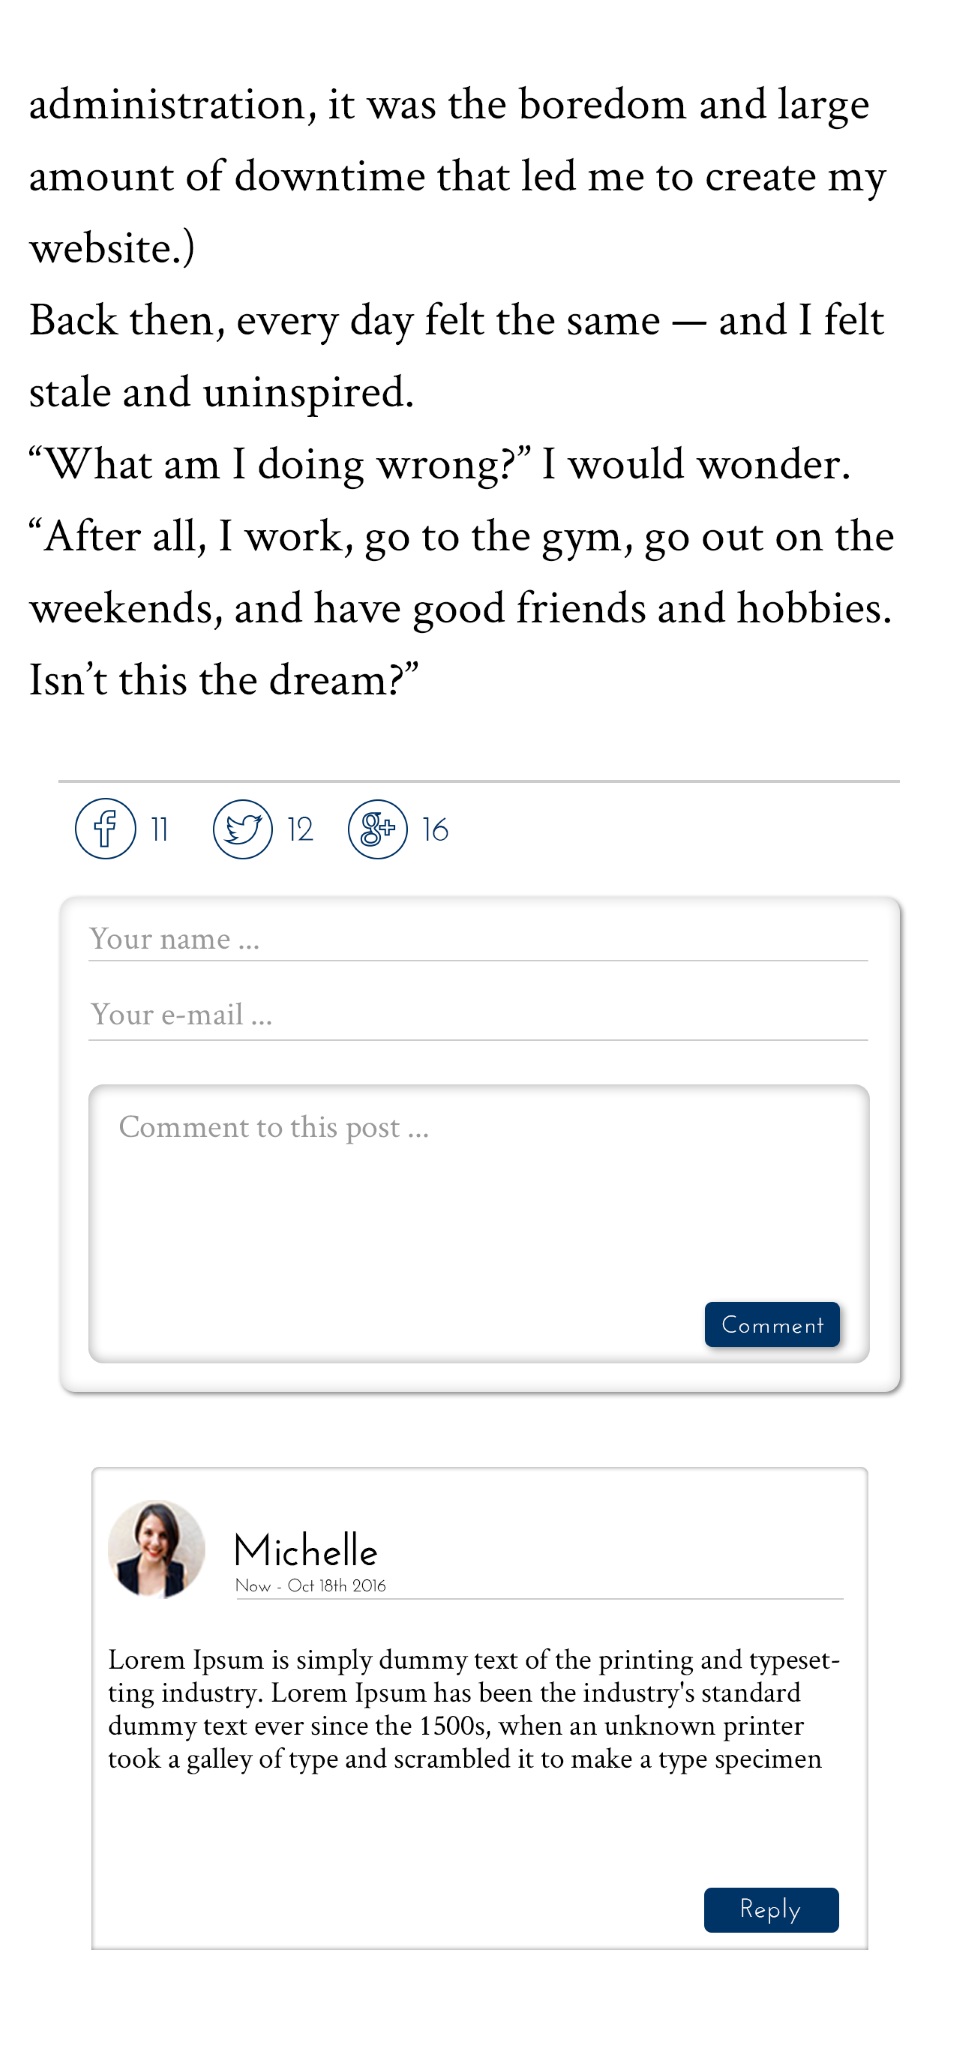 administration, it was the boredom and large
amount of downtime that led me to create my
website.)
Back then, every day felt the same — and I felt
stale and uninspired.
“What am I doing wrong?” I would wonder.
“After all, I work, go to the gym, go out on the
weekends, and have good friends and hobbies.
Isn’t this the dream?”
f 11 12 g+ 16
Your name ...
Your e-mail ...
Comment to this post ...
Comment
Michelle
Now - Oct 18th 2016
Lorem Ipsum is simply dummy text of the printing and typeset-
ting industry. Lorem Ipsum has been the industry's standard
dummy text ever since the 1500s, when an unknown printer
took a galley of type and scrambled it to make a type specimen
Reply